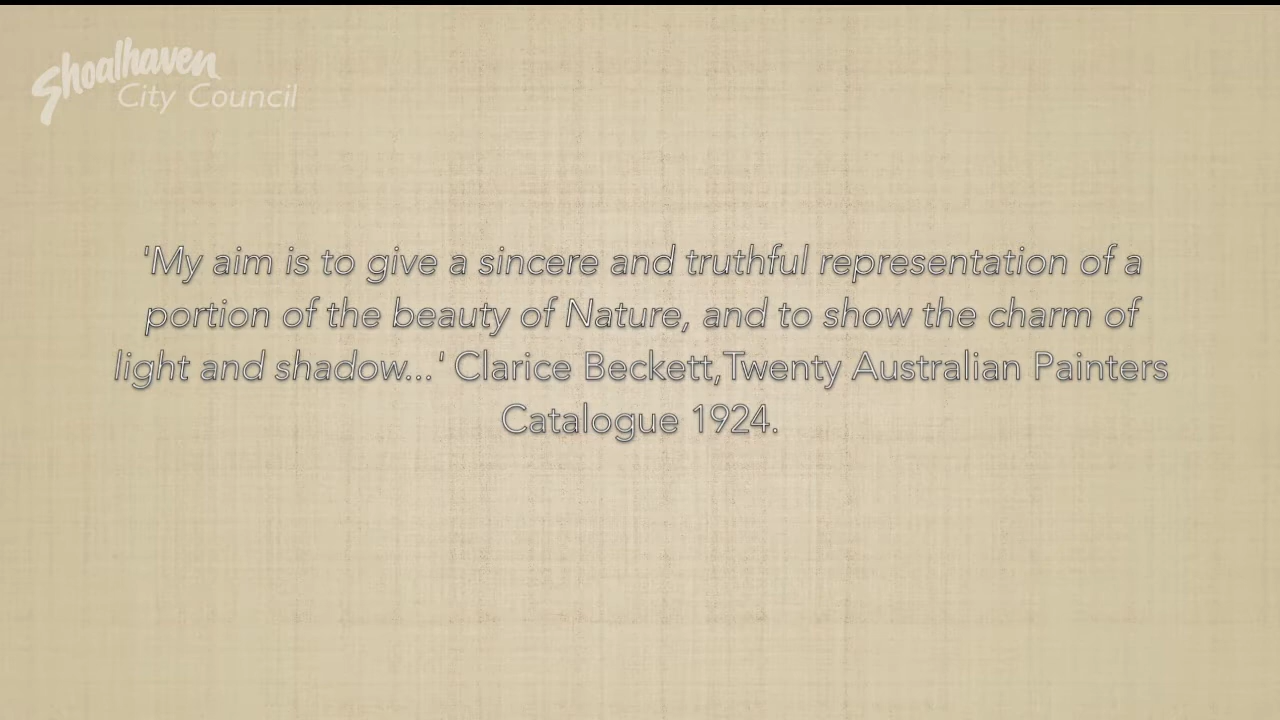 Shoalhaven
City Council
'My aim is to give a sincere and truthful representation of a
portion of the beauty of Nature, and to show the charm of
light and shadow...' Clarice Beckett,Twenty Australian Painters
Catalogue 1924.